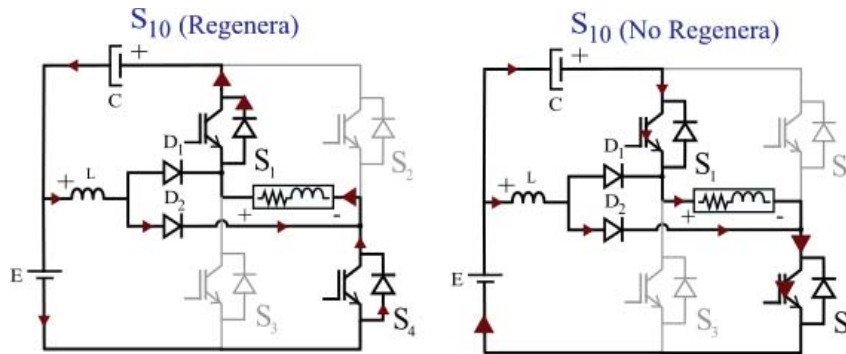 S10 (Regenera)
+
C
D1
S1
S2
+
L
D2
+
-
E
S3
S4
S10 (No Regenera)
+
C
D1
S1
S
+
L
D2
+
-
E
S3
S